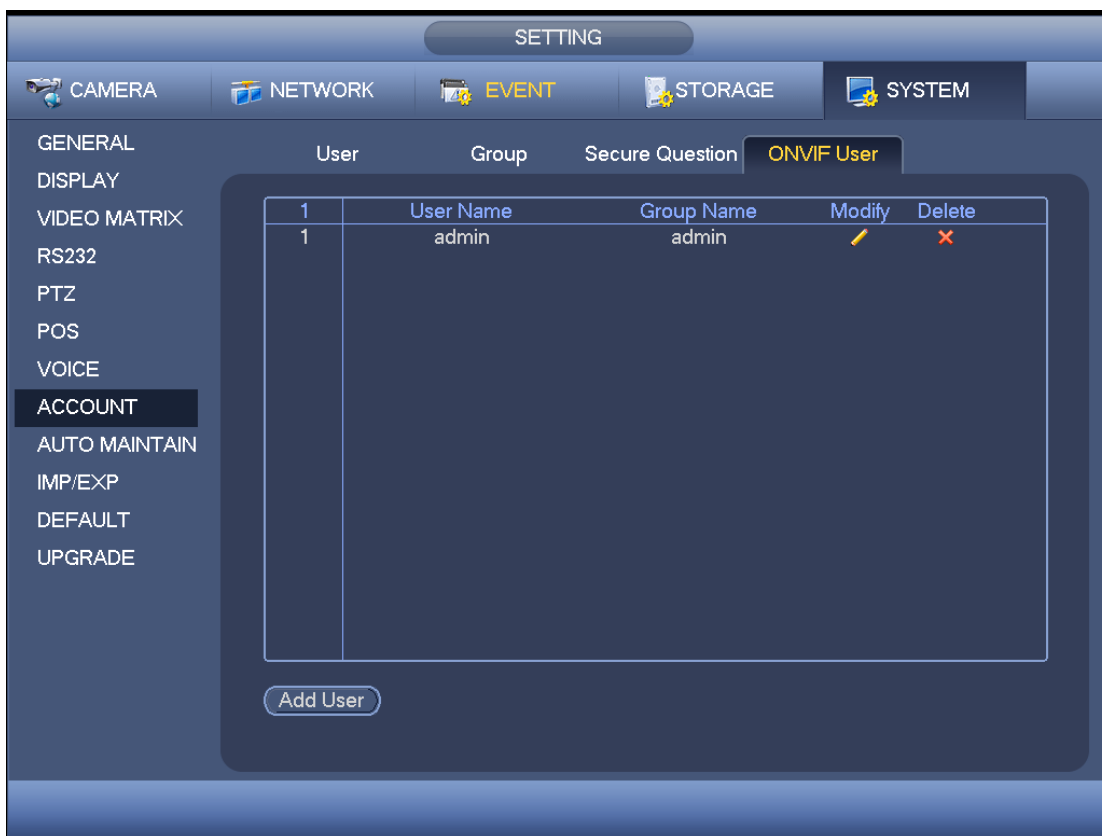 SETTING
CAMERA NETWORK EVENT STORAGE SYSTEM
GENERAL
DISPLAY
VIDEO MATRIX
RS232
PTZ
POS
VOICE
ACCOUNT
AUTO MAINTAIN
IMP/EXP
DEFAULT
UPGRADE
User Group Secure Question ONVIF User
1 User Name Group Name Modify Delete
1 admin admin
Add User